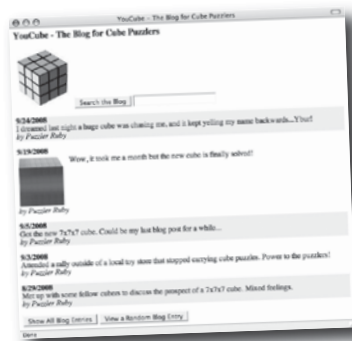 YouCube - The Blog for Cube Puzzlers
YouCube - The Blog for Cube Puzzlers
Search the Blog
9/24/2008
I dreamed last night a huge cube was chasing me, and it kept yelling my name backwards...Ybur!
by Puzzler Ruby
9/19/2008
Wow, it took me a month but the new cube is finally solved!
by Puzzler Ruby
9/5/2008
Got the new 7x7x7 cube. Could be my last blog post for a while...
by Puzzler Ruby
9/3/2008
Attended a rally outside of a local toy store that stopped carrying cube puzzles. Power to the puzzlers!
by Puzzler Ruby
8/29/2008
Met up with some fellow cubers to discuss the prospect of a 7x7x7 cube. Mixed feelings.
by Puzzler Ruby
Show All Blog Entries
View a Random Blog Entry
Done